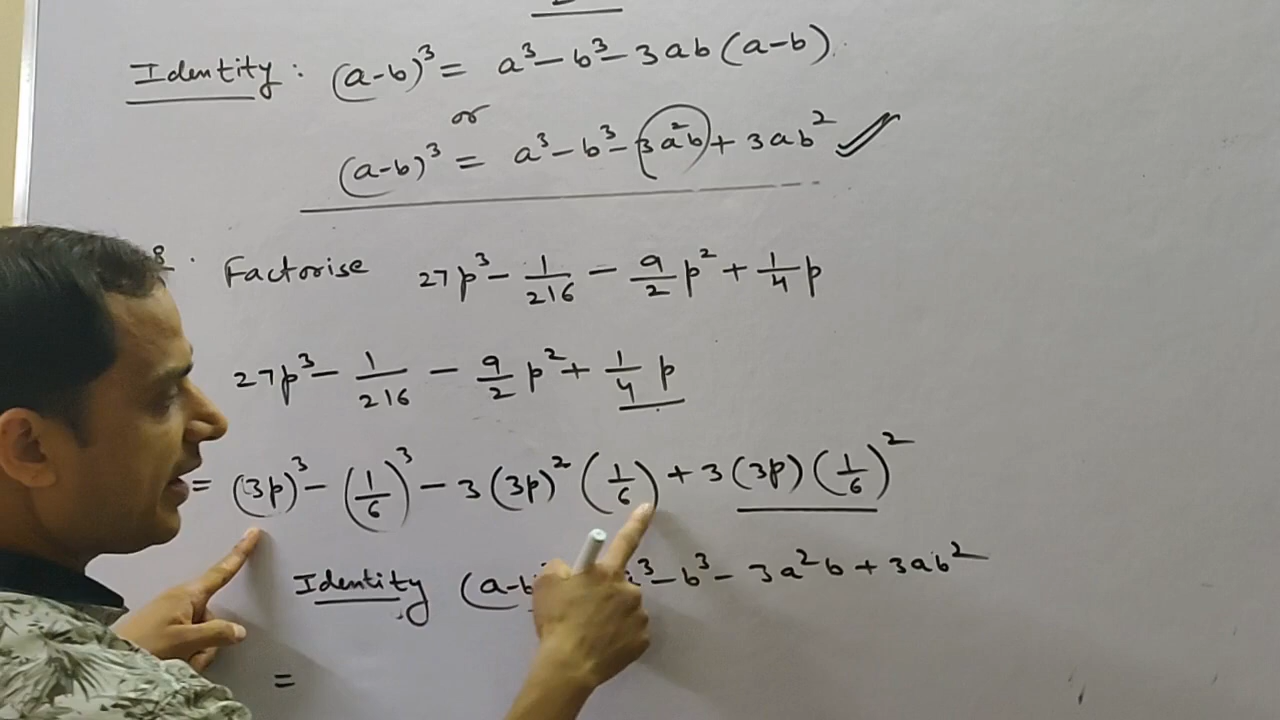 Identity: (a-b)³ = a³-b³-3ab(a-b).
or
(a-b)³ = a³-b³-3a²b+3ab² ✓
8. Factorise 27p³ - 1/216 - 9/2 p² + 1/4 p
27p³ - 1/216 - 9/2 p² + 1/4 p
= (3p)³ - (1/6)³ - 3(3p)²(1/6) + 3(3p)(1/6)²
Identity (a-b ³-b³-3a²b+3ab²
=